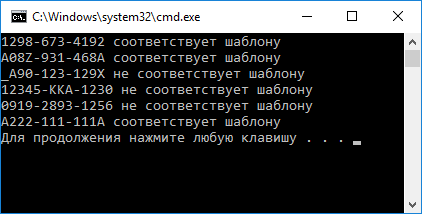 C:\Windows\system32\cmd.exe
1298-673-4192 соответствует шаблону
A08Z-931-468A соответствует шаблону
_A90-123-129X не соответствует шаблону
12345-KKA-1230 не соответствует шаблону
0919-2893-1256 не соответствует шаблону
A222-111-111A соответствует шаблону
Для продолжения нажмите любую клавишу . . .